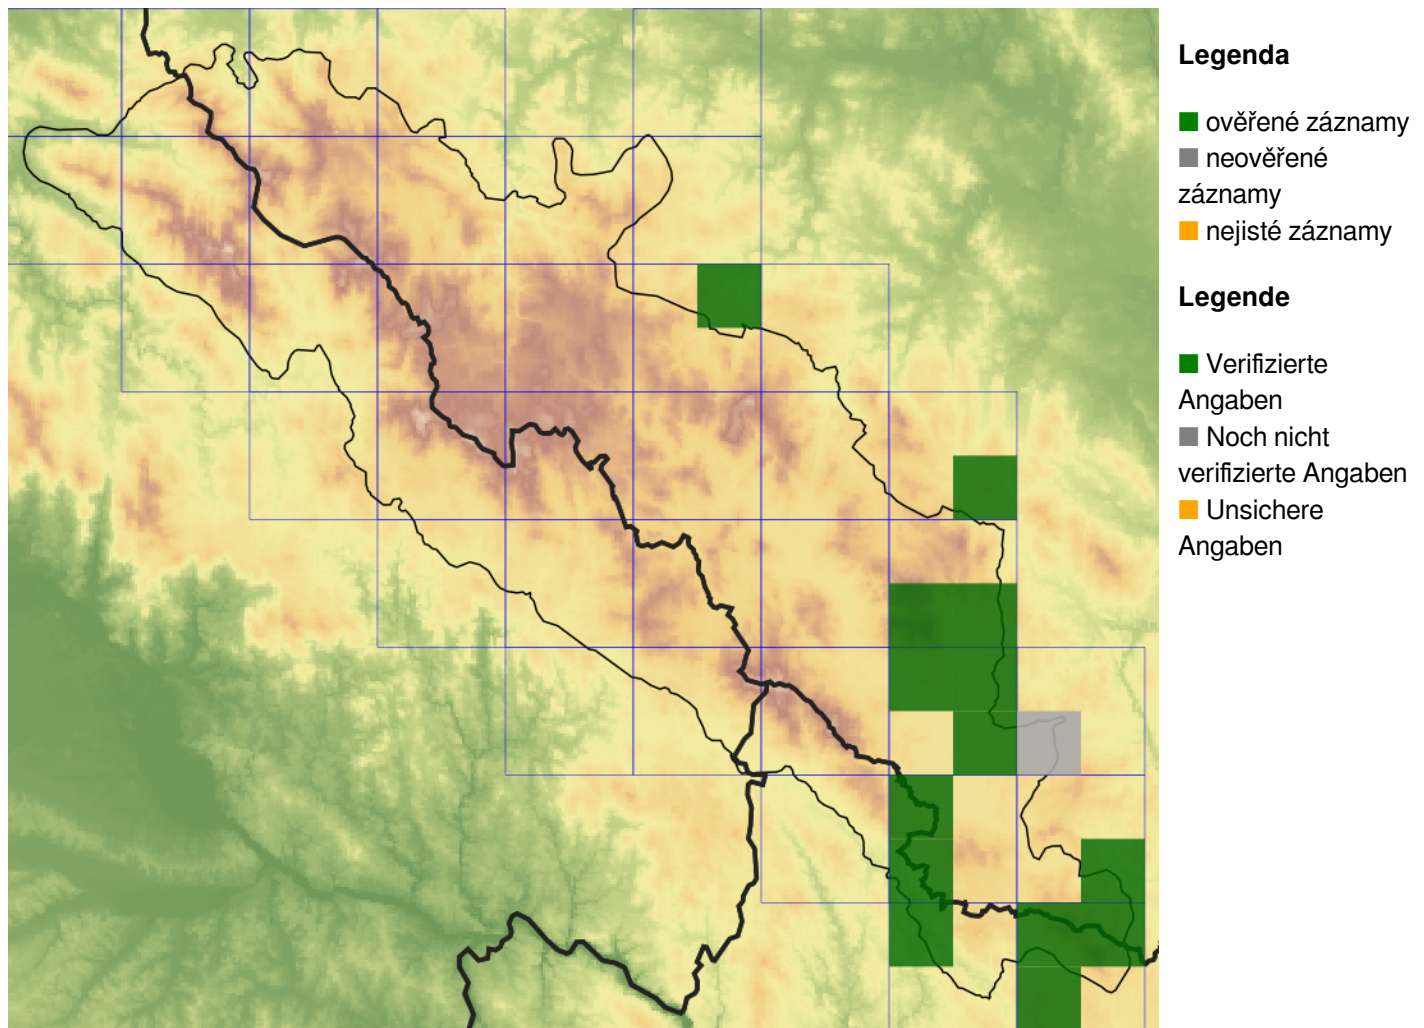 Legenda
ověřené záznamy
neověřené
záznamy
nejisté záznamy
Legende
Verifizierte
Angaben
Noch nicht
verifizierte Angaben
Unsichere
Angaben